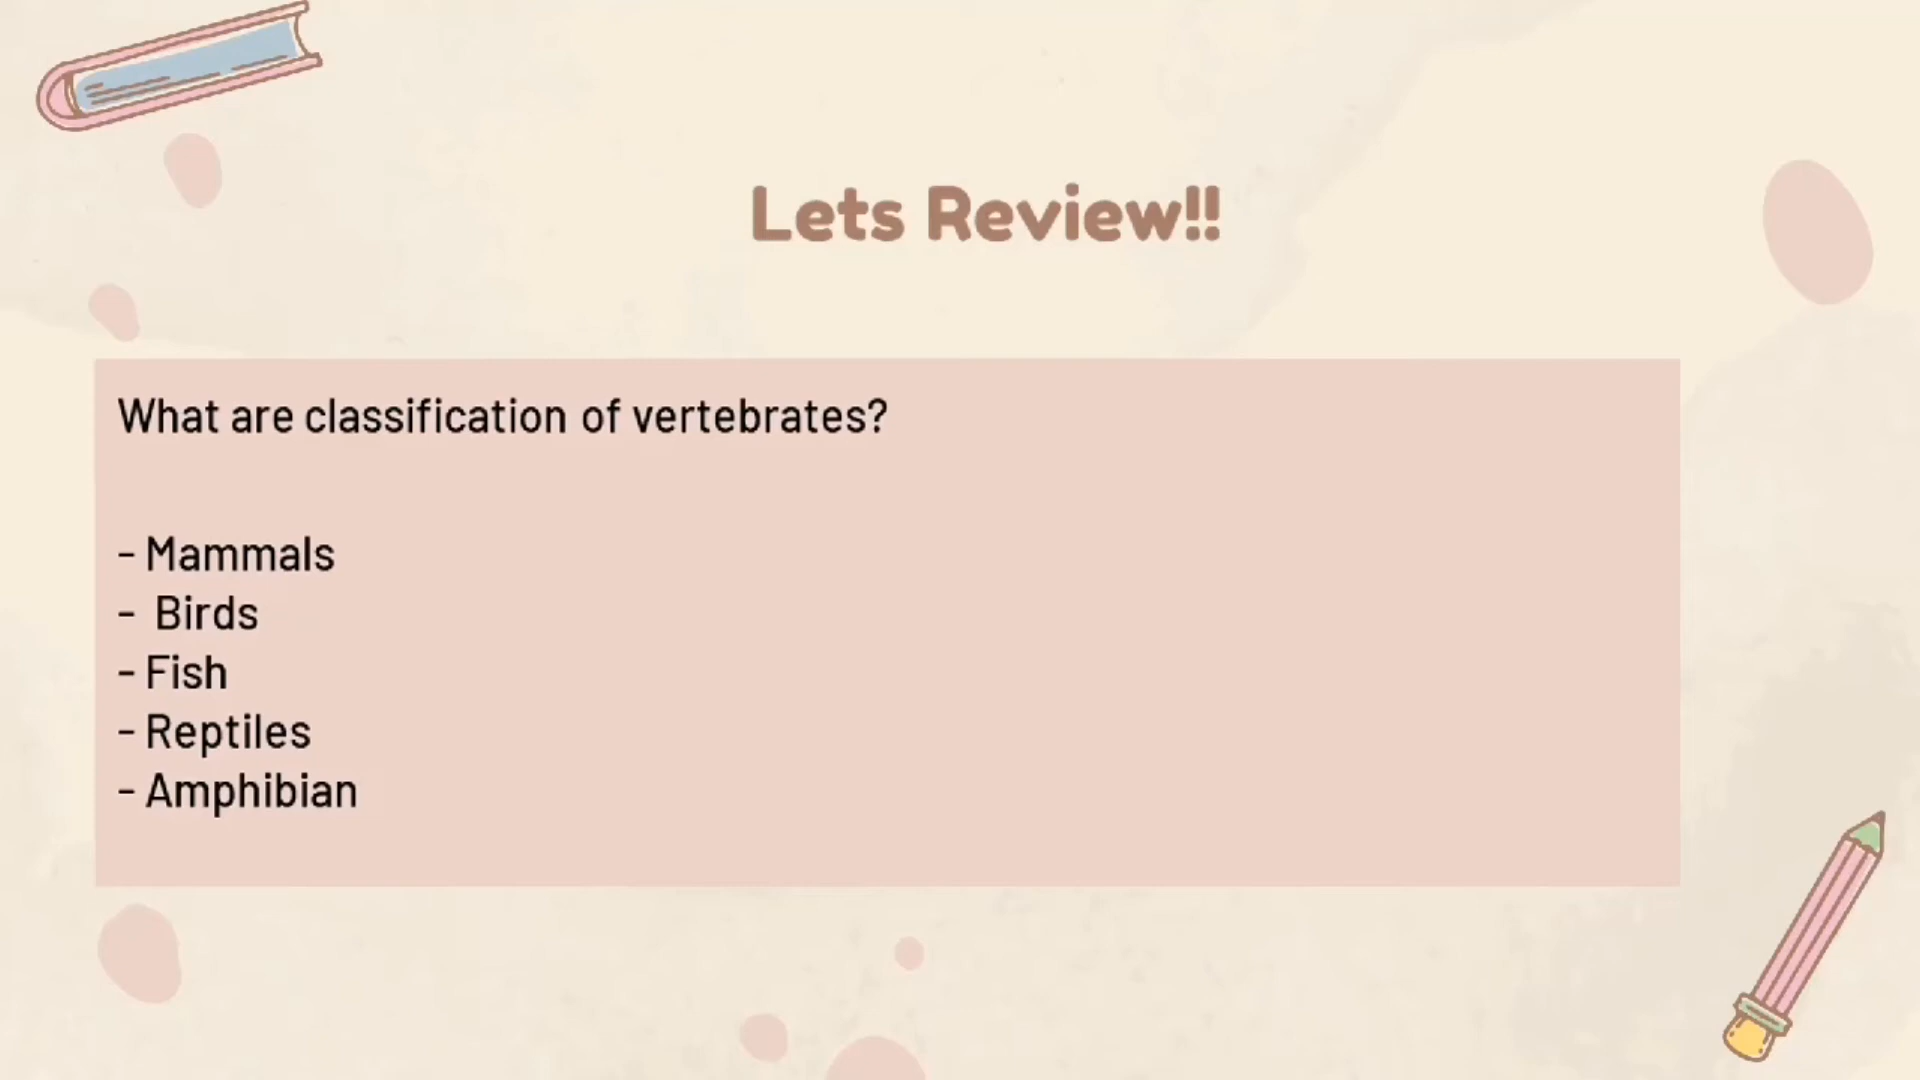 Lets Review!!
What are classification of vertebrates?
- Mammals
- Birds
- Fish
- Reptiles
- Amphibian